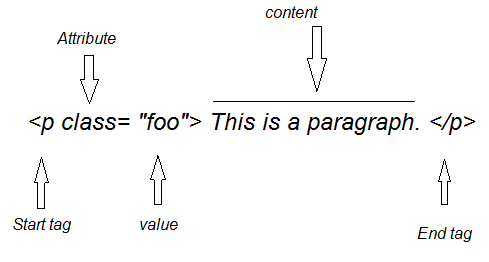 content
Attribute
<p class= "foo"> This is a paragraph. </p>
Start tag
value
End tag